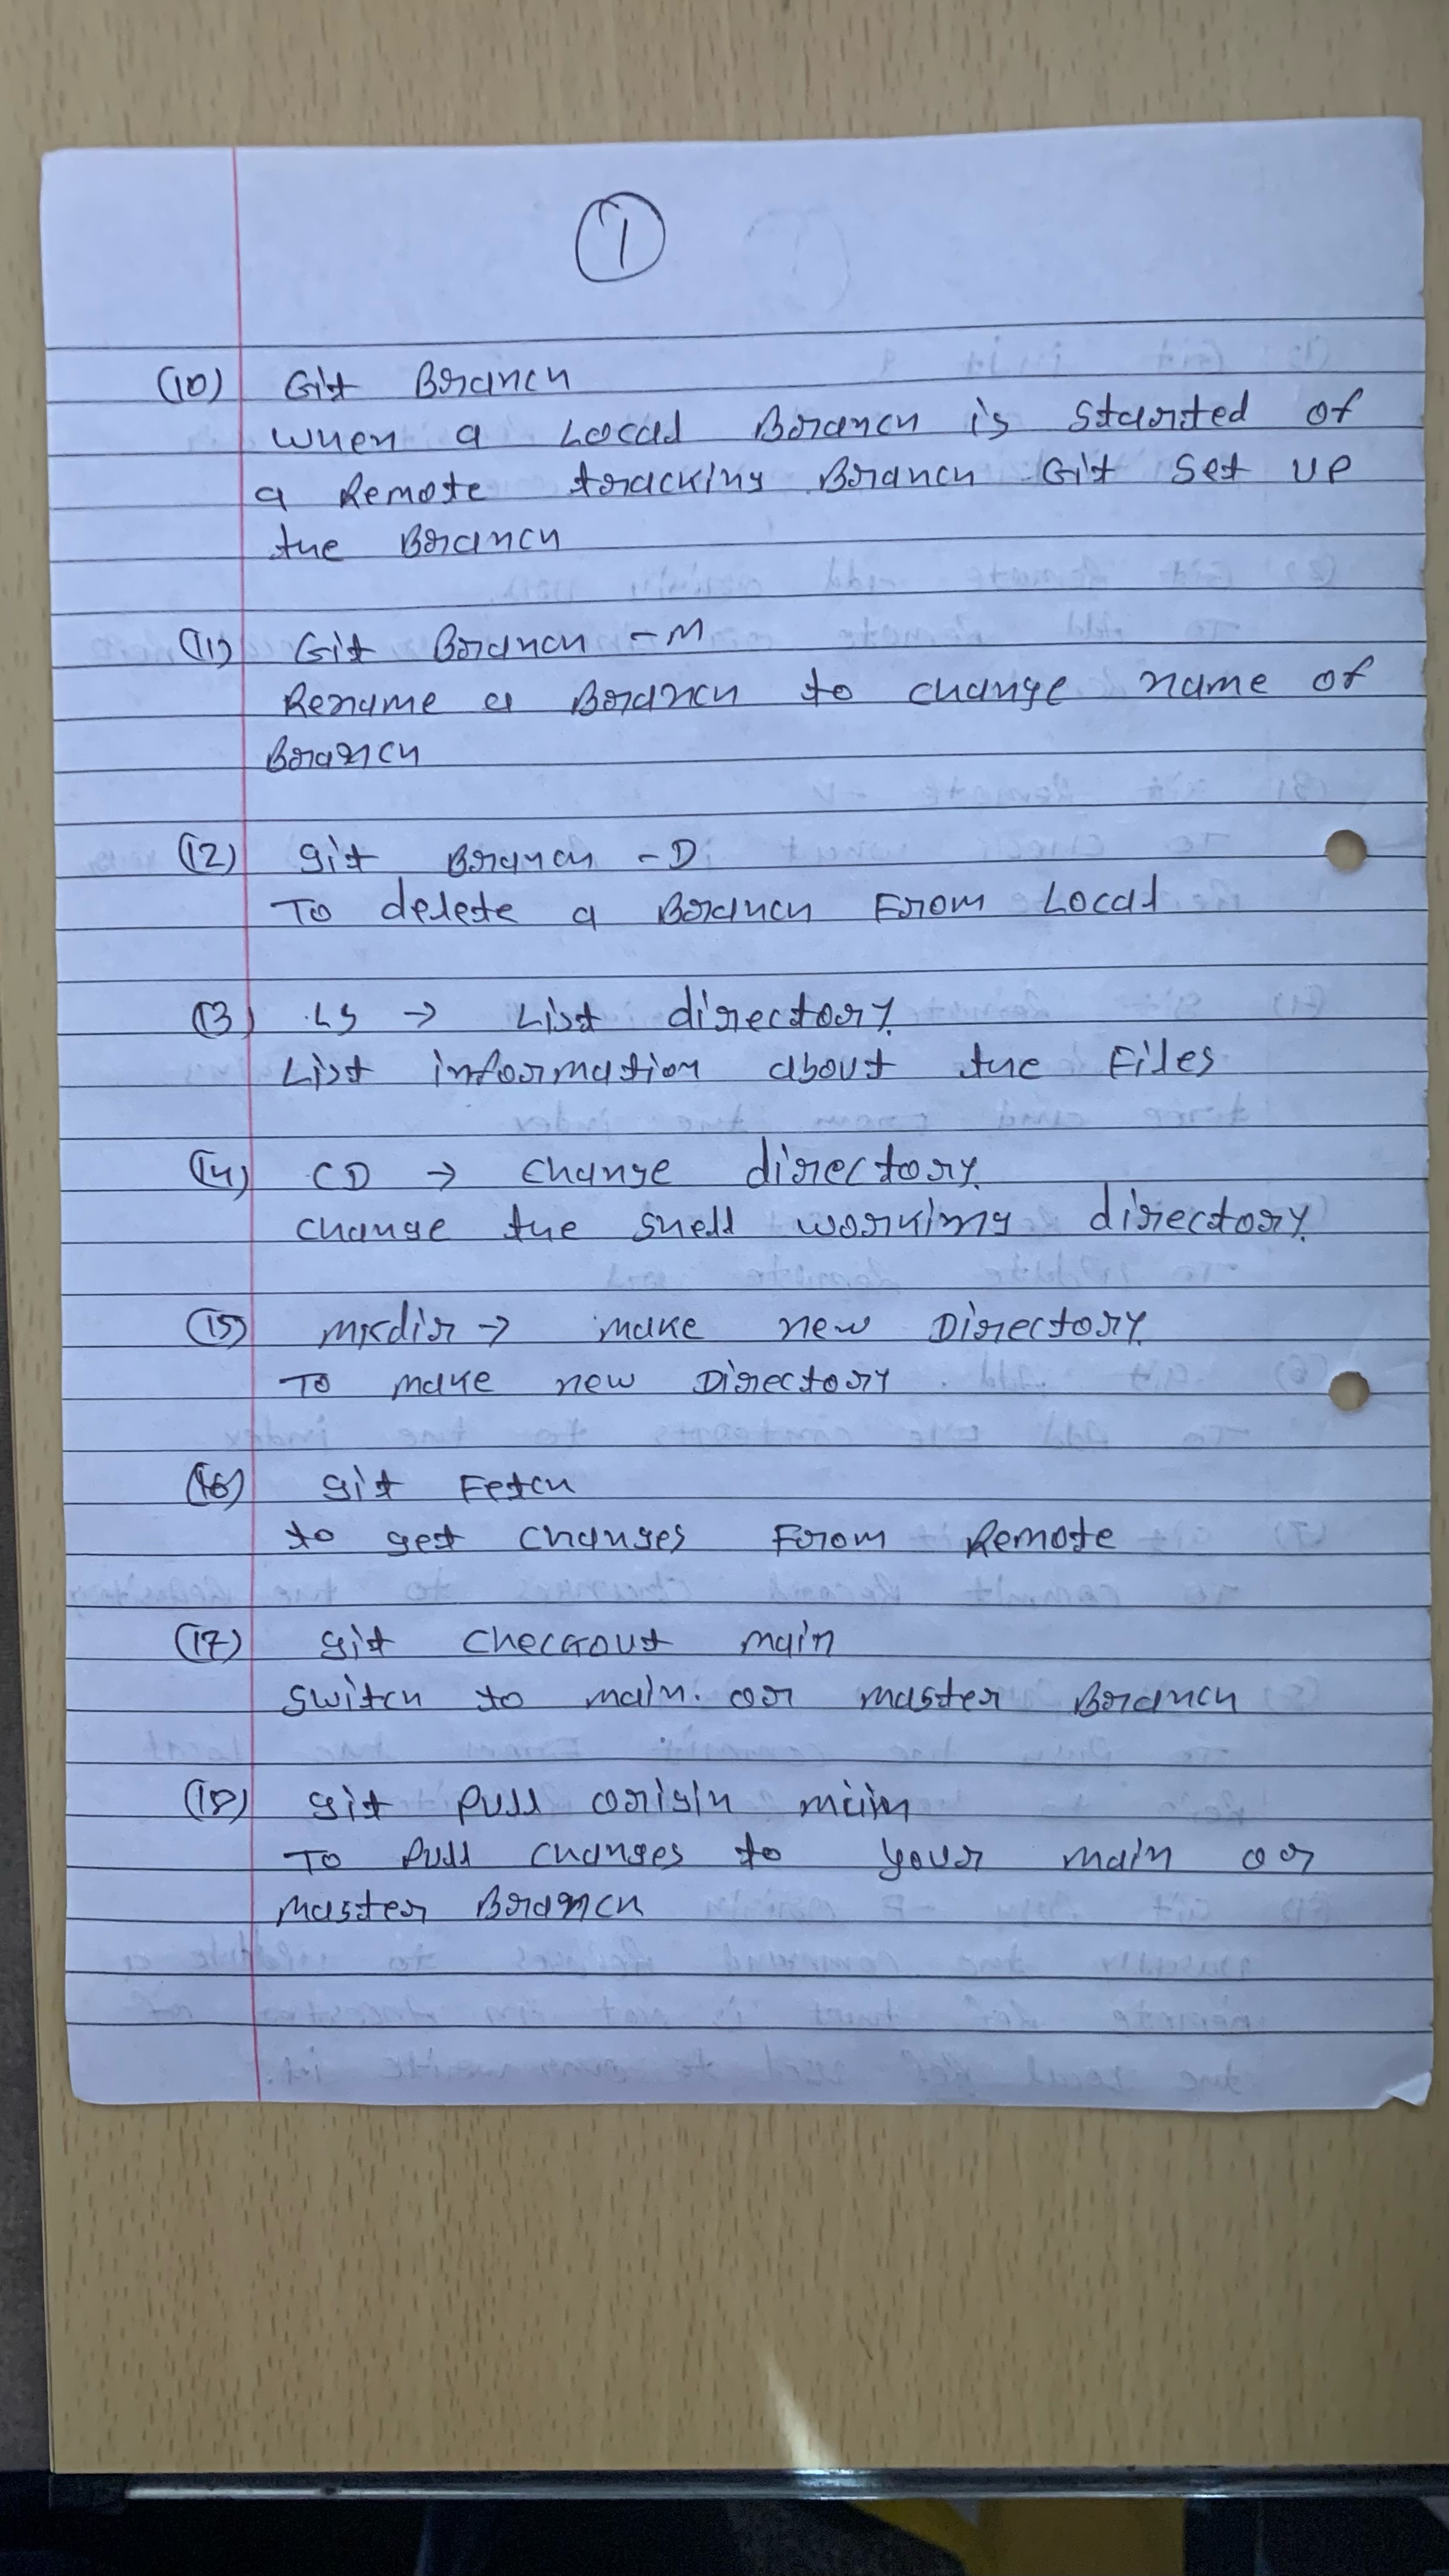 1
(10) Git Branch
when a Local Branch is started of
a Remote tracking Branch Git set up
the Branch
(11) Git Branch -M
Rename a Branch to change name of
Branch
(12) git Branch -D
To delete a Branch From Local
(13) LS → List directory.
List information about the Files
(14) CD → change directory.
change the shell working directory.
(15) mkdir → make new Directory.
To make new Directory
(16) git Fetch
to get changes From Remote
(17) git checkout main
switch to main. or master Branch
(18) git pull origin main
To Pull changes to your main or
master Branch